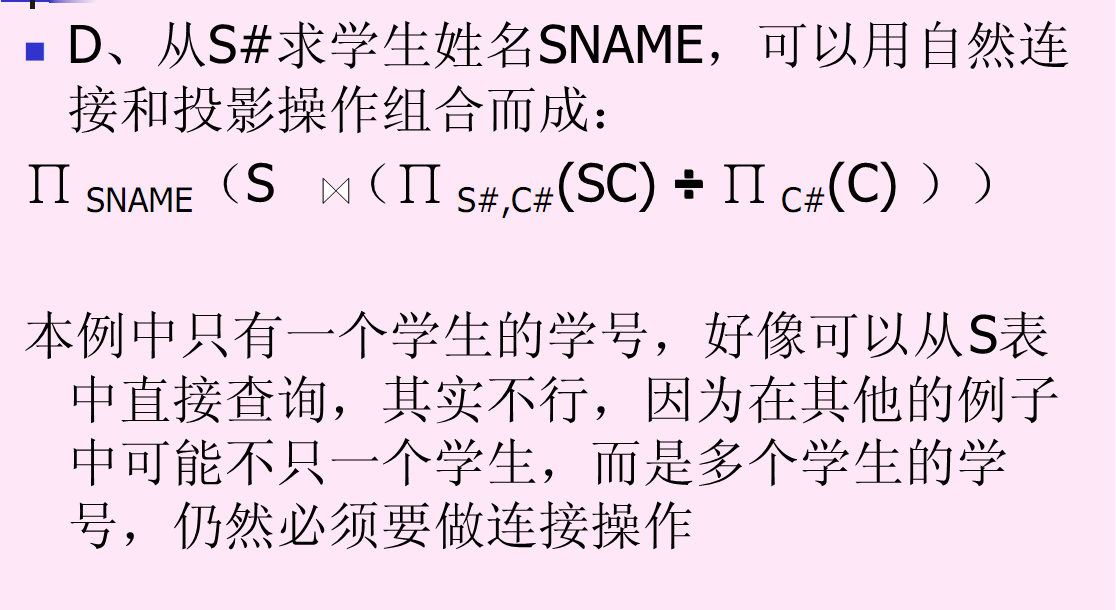 ■ D、从S#求学生姓名SNAME，可以用自然连
接和投影操作组合而成：
∏ SNAME（S ⋈（∏ S#,C#(SC) ÷ ∏ C#(C) ））
本例中只有一个学生的学号，好像可以从S表
中直接查询，其实不行，因为在其他的例子
中可能不只一个学生，而是多个学生的学
号，仍然必须要做连接操作